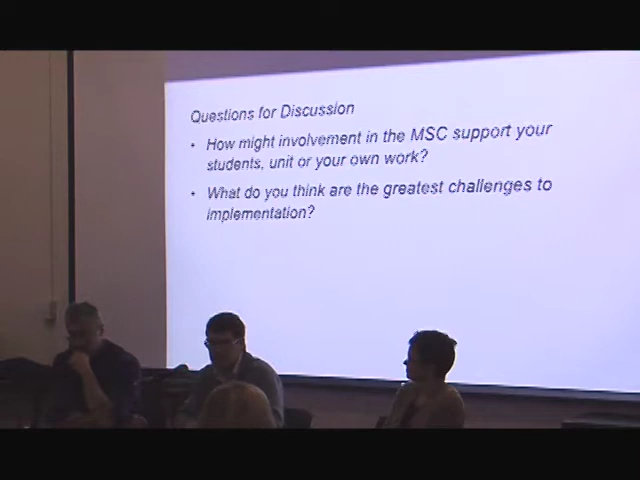 Questions for Discussion
• How might involvement in the MSC support your
students, unit or your own work?
• What do you think are the greatest challenges to
implementation?